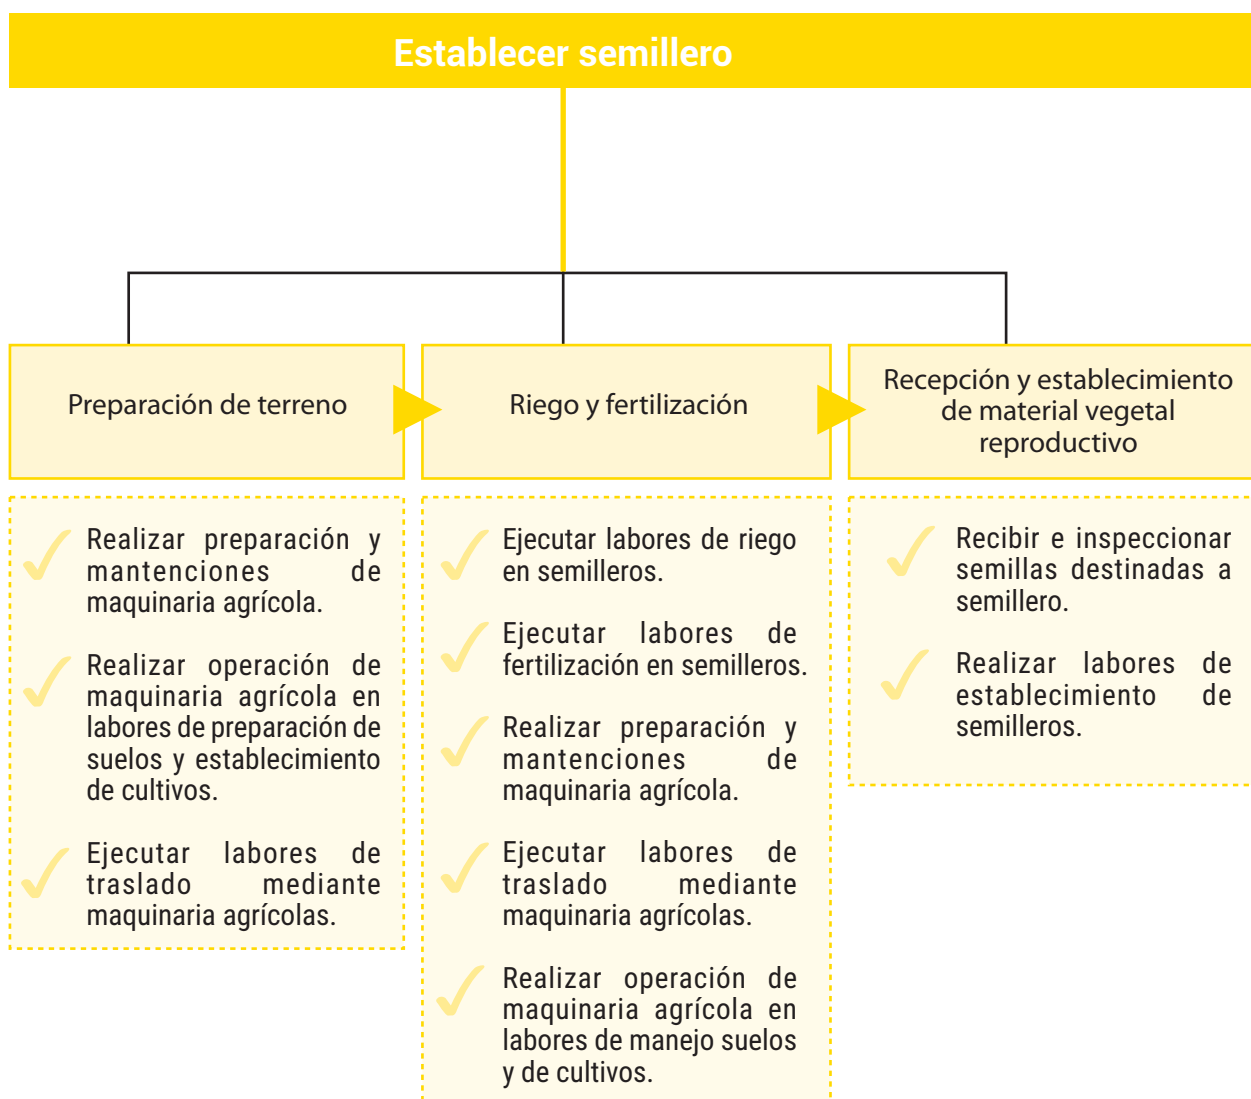 Establecer semillero
Preparación de terreno
Riego y fertilización
Recepción y establecimiento
de material vegetal
reproductivo
Realizar preparación y
mantenciones de
maquinaria agrícola.
Realizar operación de
maquinaria agrícola en
labores de preparación de
suelos y establecimiento
de cultivos.
Ejecutar labores de
traslado mediante
maquinaria agrícolas.
Ejecutar labores de riego
en semilleros.
Ejecutar labores de
fertilización en semilleros.
Realizar preparación y
mantenciones de
maquinaria agrícola.
Ejecutar labores de
traslado mediante
maquinaria agrícolas.
Realizar operación de
maquinaria agrícola en
labores de manejo suelos
y de cultivos.
Recibir e inspeccionar
semillas destinadas a
semillero.
Realizar labores de
establecimiento de
semilleros.